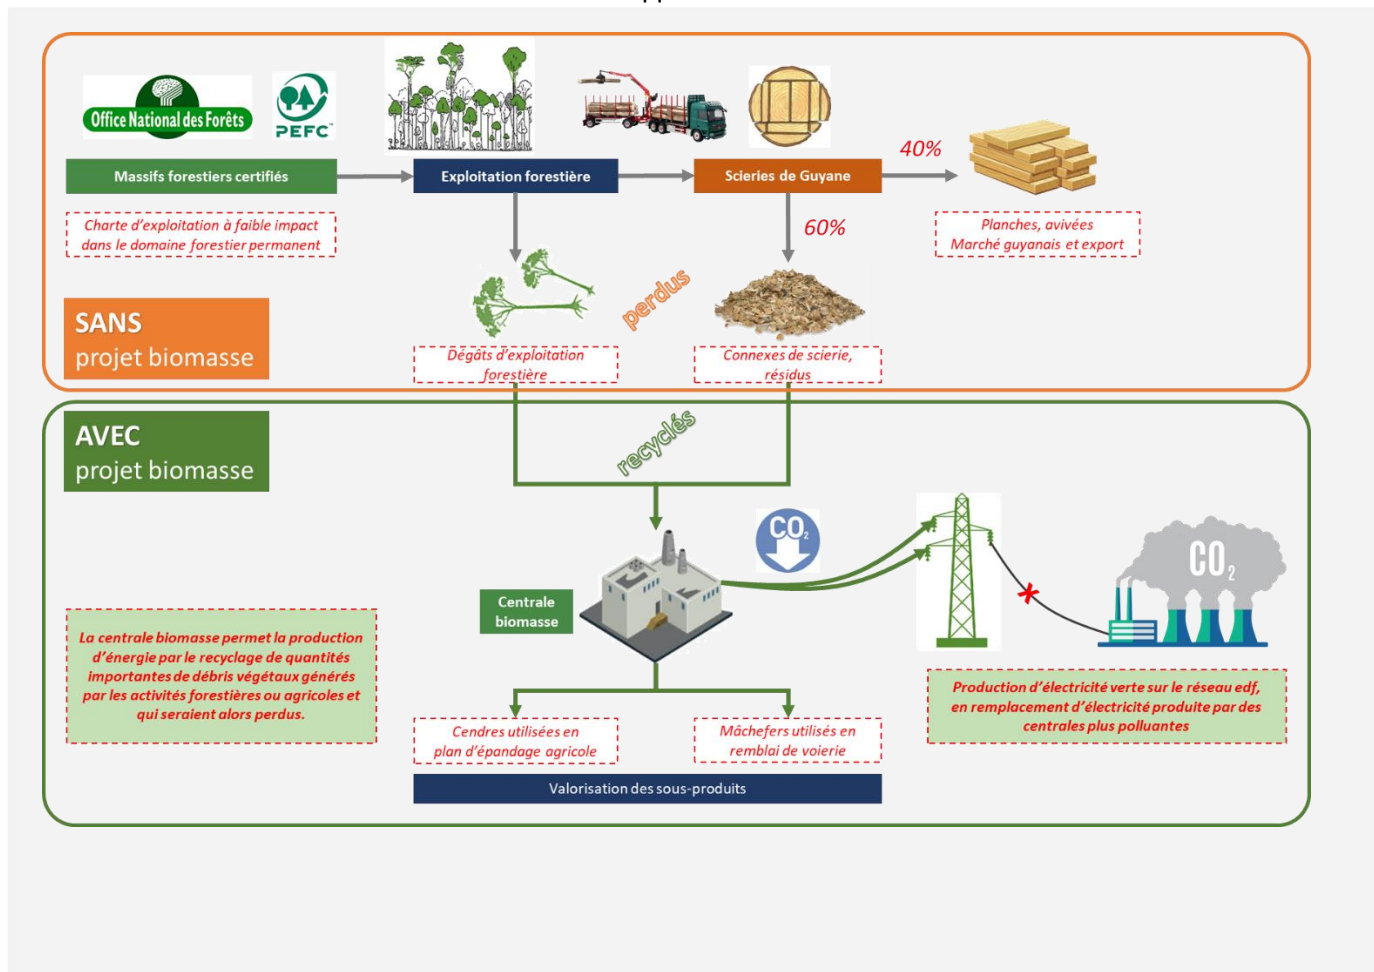 Office National des Forêts
PEFC™
Massifs forestiers certifiés
Exploitation forestière
Scieries de Guyane
40%
Charte d'exploitation à faible impact
dans le domaine forestier permanent
60%
Planches, avivées
Marché guyanais et export
perdus
SANS
projet biomasse
Dégâts d'exploitation
forestière
Connexes de scierie,
résidus
AVEC
projet biomasse
recyclés
CO2
CO2
Centrale
biomasse
La centrale biomasse permet la production
d'énergie par le recyclage de quantités
importantes de débris végétaux générés
par les activités forestières ou agricoles et
qui seraient alors perdus.
Production d'électricité verte sur le réseau edf,
en remplacement d'électricité produite par des
centrales plus polluantes
Cendres utilisées en
plan d'épandage agricole
Mâchefers utilisés en
remblai de voierie
Valorisation des sous-produits